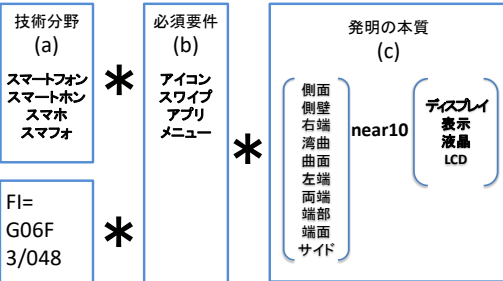 技術分野
(a)
スマートフォン
スマートホン
スマホ
スマフォ
*
必須要件
(b)
アイコン
スワイプ
アプリ
メニュー
*
発明の本質
(c)
側面
側壁
右端
湾曲
曲面
左端
両端
端部
端面
サイド
near10
ディスプレイ
表示
液晶
LCD
FI=
G06F
3/048
*